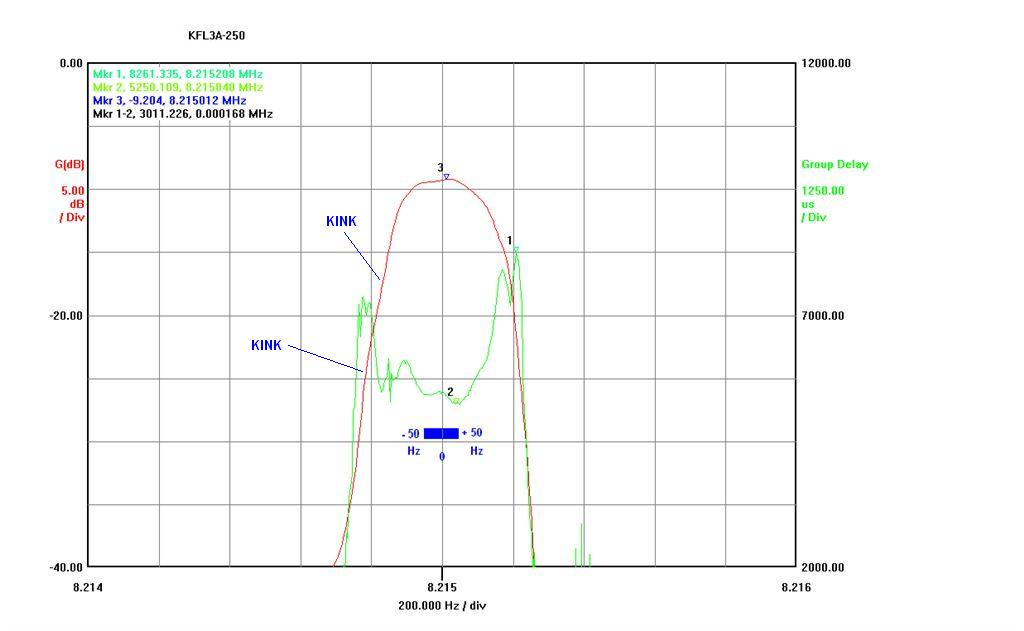 KFL3A-250
0.00
12000.00
Mkr 1, 8261.335, 8.215208 MHz
Mkr 2, 5250.109, 8.215040 MHz
Mkr 3, -9.204, 8.215012 MHz
Mkr 1-2, 3011.226, 0.000168 MHz
G(dB)
5.00
dB
/ Div
Group Delay
1250.00
us
/ Div
3
KINK
1
-20.00
7000.00
KINK
2
- 50
+ 50
Hz
0
Hz
-40.00
2000.00
8.214
8.215
8.216
200.000 Hz / div